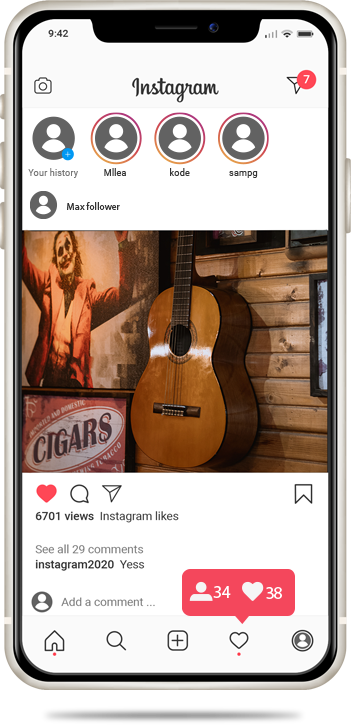 9:42
Instagram
7
Your history
Mllea
kode
sampg
Max follower
CIGARS
6701 views Instagram likes
See all 29 comments
instagram2020 Yess
34 38
Add a comment ...